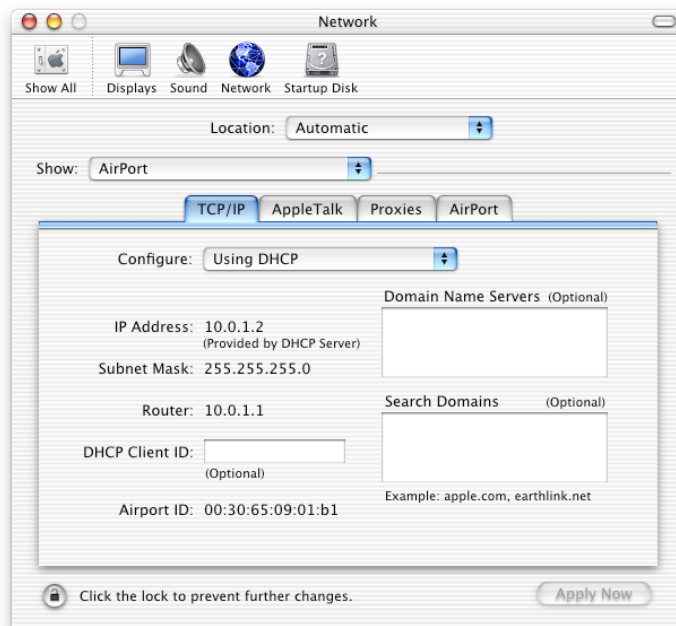 Network
Show All Displays Sound Network Startup Disk
Location: Automatic
Show: AirPort
TCP/IP AppleTalk Proxies AirPort
Configure: Using DHCP
Domain Name Servers (Optional)
IP Address: 10.0.1.2
(Provided by DHCP Server)
Subnet Mask: 255.255.255.0
Search Domains (Optional)
Router: 10.0.1.1
DHCP Client ID:
(Optional)
Example: apple.com, earthlink.net
Airport ID: 00:30:65:09:01:b1
Click the lock to prevent further changes.
Apply Now